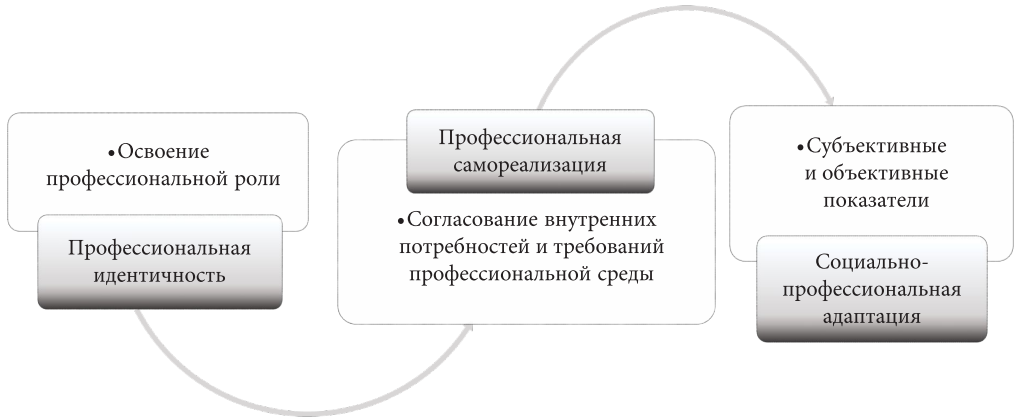 •Освоение
профессиональной роли
Профессиональная
идентичность
Профессиональная
самореализация
•Согласование внутренних
потребностей и требований
профессиональной среды
•Субъективные
и объективные
показатели
Социально-
профессиональная
адаптация